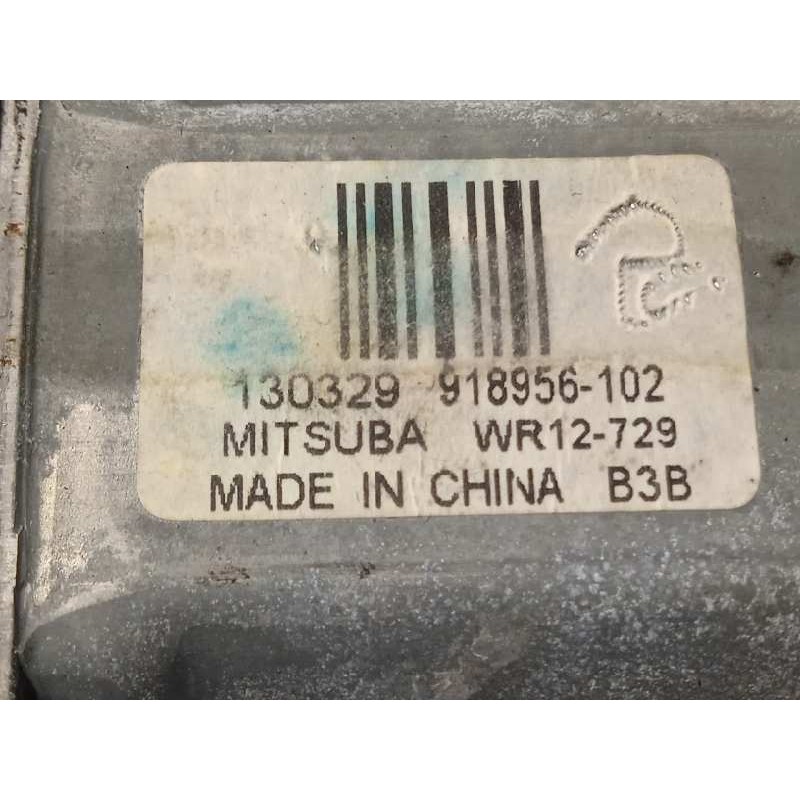 130329 918956-102
MITSUBA WR12-729
MADE IN CHINA B3B